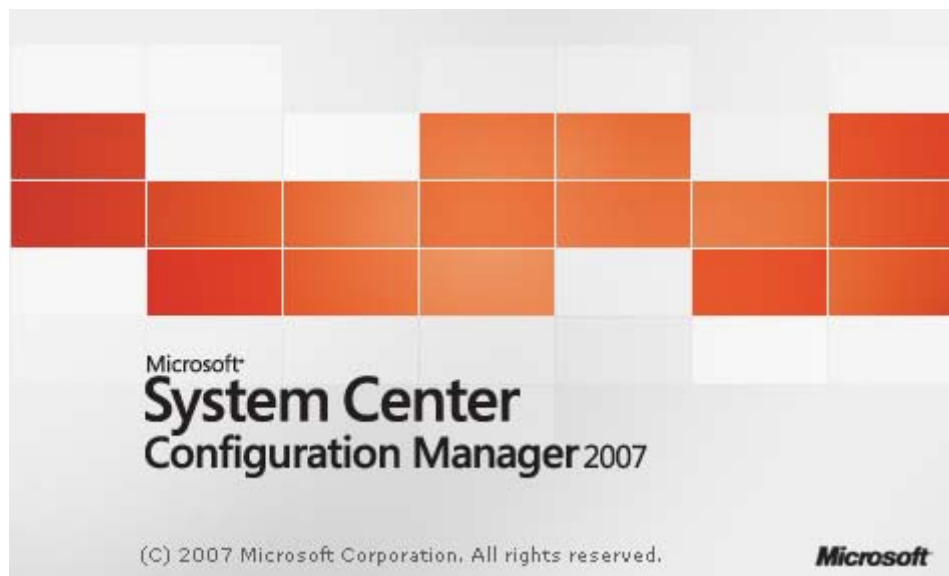 Microsoft®
System Center
Configuration Manager 2007
(C) 2007 Microsoft Corporation. All rights reserved.
Microsoft